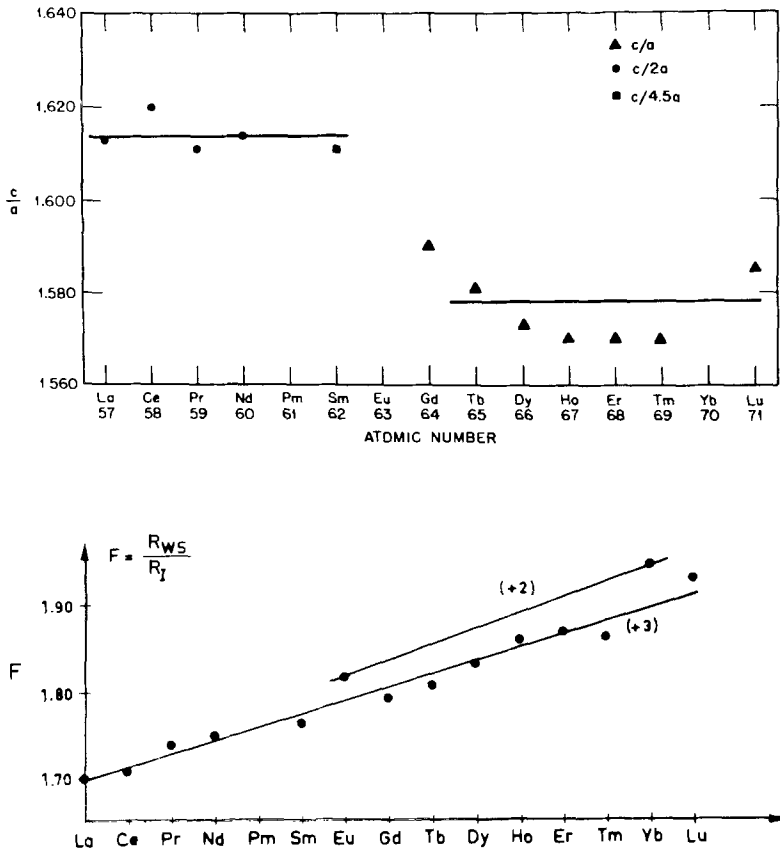 1.640
1.620
1.600
1.580
1.560
c/a
▲ c/a
● c/2a
■ c/4.5a
La Ce Pr Nd Pm Sm Eu Gd Tb Dy Ho Er Tm Yb Lu
57 58 59 60 61 62 63 64 65 66 67 68 69 70 71
ATOMIC NUMBER
F = R_WS/R_I
(+2)
1.90
(+3)
F
1.80
1.70
La Ce Pr Nd Pm Sm Eu Gd Tb Dy Ho Er Tm Yb Lu